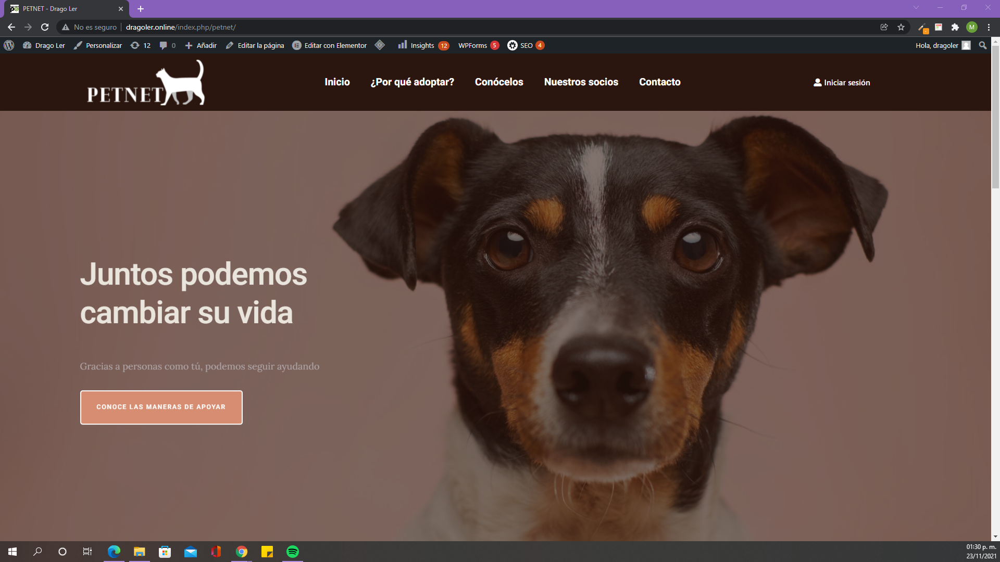 PETNET - Drago Ler
No es seguro dragoler.online/index.php/petnet/
M
Drago Ler Personalizar 12 0 Añadir Editar la página Editar con Elementor Insights 12 WPForms 5 SEO 4 Hola, dragoler
PETNET
Inicio ¿Por qué adoptar? Conócelos Nuestros socios Contacto Iniciar sesión
Juntos podemos
cambiar su vida
Gracias a personas como tú, podemos seguir ayudando
CONOCE LAS MANERAS DE APOYAR
01:30 p. m.
23/11/2021